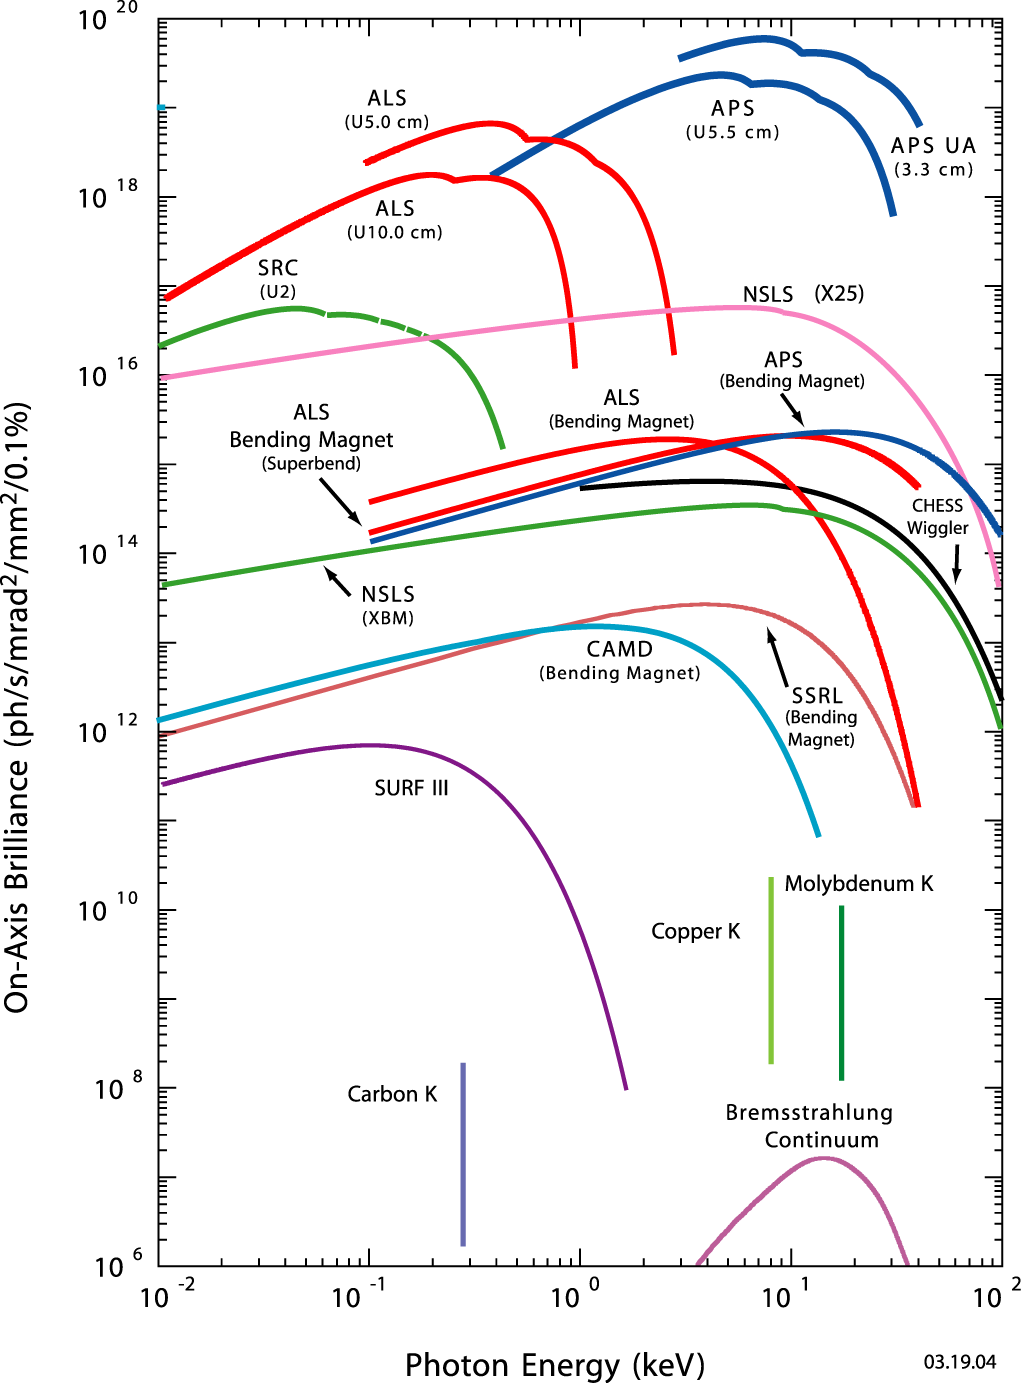 10 20
ALS
(U5.0 cm)
APS
(U5.5 cm)
APS UA
(3.3 cm)
10 18
ALS
(U10.0 cm)
SRC
(U2)
NSLS (X25)
10 16
APS
(Bending Magnet)
ALS
(Bending Magnet)
ALS
Bending Magnet
(Superbend)
CHESS
Wiggler
10 14
NSLS
(XBM)
CAMD
(Bending Magnet)
SSRL
(Bending
Magnet)
10 12
SURF III
Molybdenum K
10 10
Copper K
10 8
Carbon K
Bremsstrahlung
Continuum
10 6
10 -2
10 -1
10 0
10 1
10 2
On-Axis Brilliance (ph/s/mrad2/mm2/0.1%)
Photon Energy (keV)
03.19.04